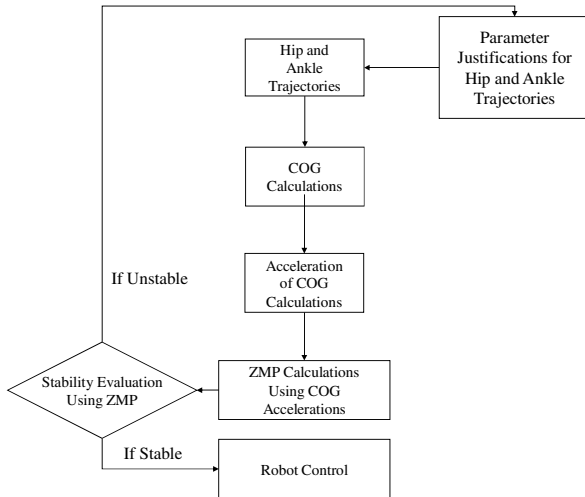 Parameter
Justifications for
Hip and Ankle
Trajectories
Hip and
Ankle
Trajectories
COG
Calculations
Acceleration
of COG
Calculations
If Unstable
ZMP Calculations
Using COG
Accelerations
Stability Evaluation
Using ZMP
If Stable
Robot Control